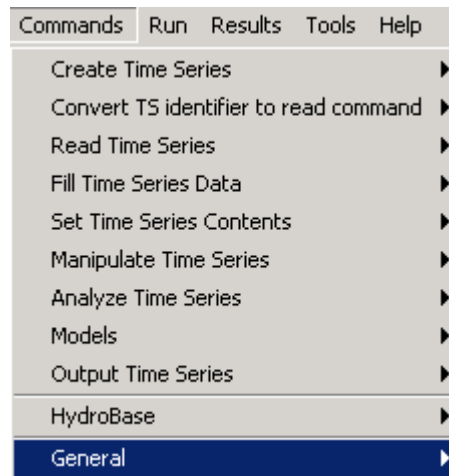 Commands Run Results Tools Help
Create Time Series
Convert TS identifier to read command
Read Time Series
Fill Time Series Data
Set Time Series Contents
Manipulate Time Series
Analyze Time Series
Models
Output Time Series
HydroBase
General